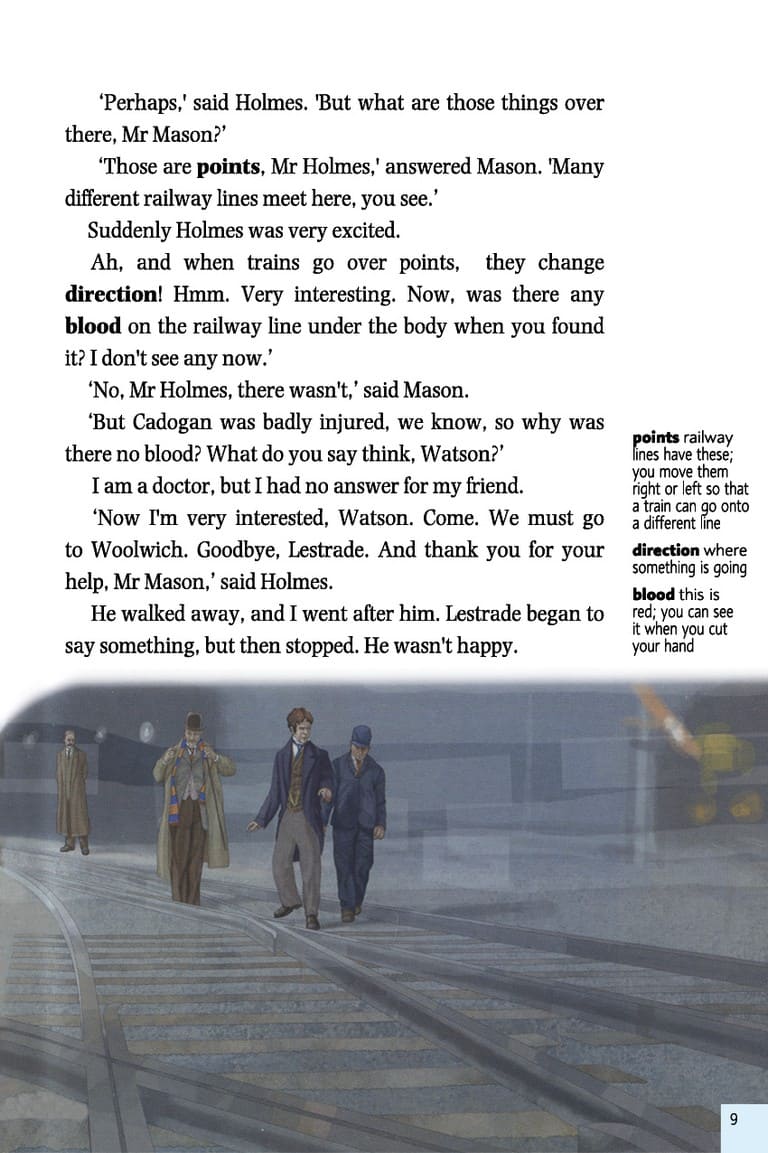 ‘Perhaps,' said Holmes. 'But what are those things over
there, Mr Mason?’
‘Those are points, Mr Holmes,' answered Mason. 'Many
different railway lines meet here, you see.’
Suddenly Holmes was very excited.
Ah, and when trains go over points, they change
direction! Hmm. Very interesting. Now, was there any
blood on the railway line under the body when you found
it? I don't see any now.’
‘No, Mr Holmes, there wasn't,’ said Mason.
‘But Cadogan was badly injured, we know, so why was
there no blood? What do you say think, Watson?’
I am a doctor, but I had no answer for my friend.
‘Now I'm very interested, Watson. Come. We must go
to Woolwich. Goodbye, Lestrade. And thank you for your
help, Mr Mason,’ said Holmes.
He walked away, and I went after him. Lestrade began to
say something, but then stopped. He wasn't happy.
points railway
lines have these;
you move them
right or left so that
a train can go onto
a different line
direction where
something is going
blood this is
red; you can see
it when you cut
your hand
9